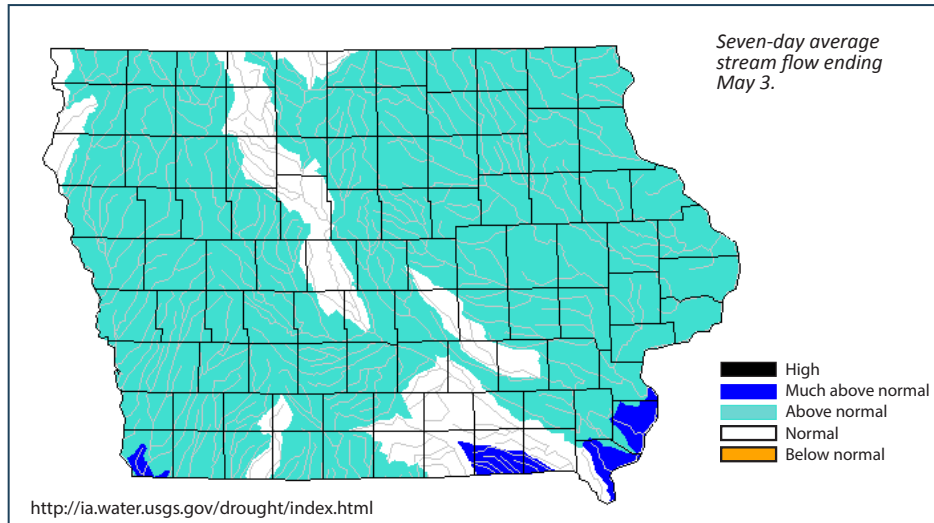 Seven-day average
stream flow ending
May 3.
High
Much above normal
Above normal
Normal
Below normal
http://ia.water.usgs.gov/drought/index.html